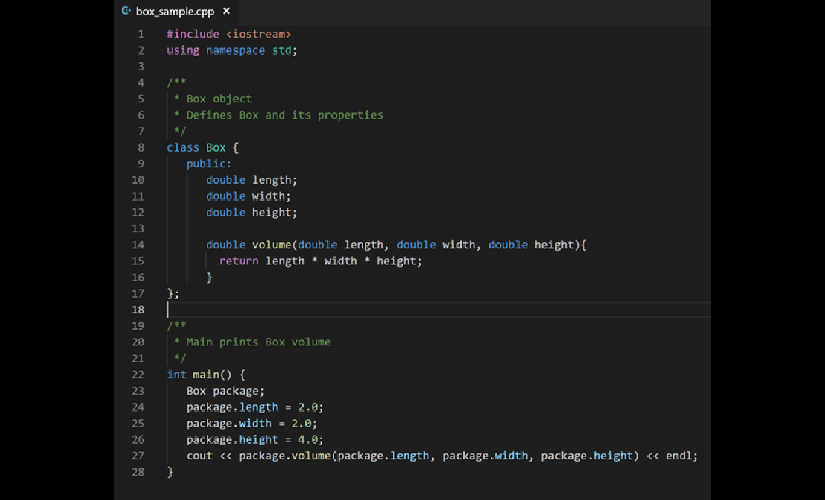 box_sample.cpp ×
1 #include <iostream>
2 using namespace std;
3
4 /**
5  * Box object
6  * Defines Box and its properties
7  */
8 class Box {
9    public:
10       double length;
11       double width;
12       double height;
13
14       double volume(double length, double width, double height){
15         return length * width * height;
16       }
17 };
18
19 /**
20  * Main prints Box volume
21  */
22 int main() {
23    Box package;
24    package.length = 2.0;
25    package.width = 2.0;
26    package.height = 4.0;
27    cout << package.volume(package.length, package.width, package.height) << endl;
28 }